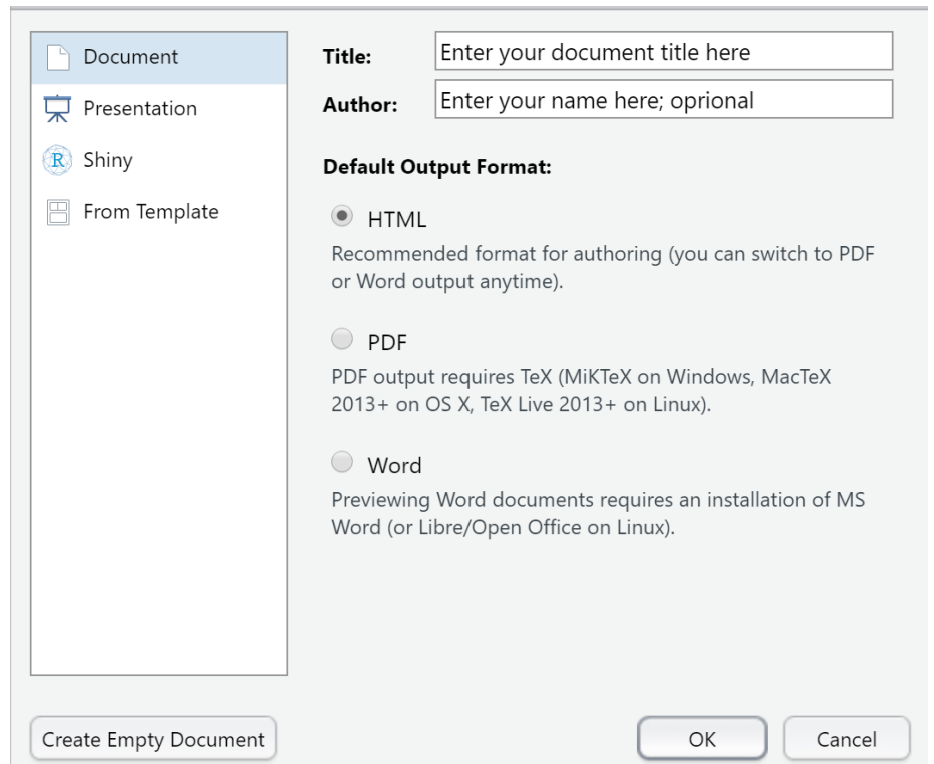 Document
Presentation
R Shiny
From Template
Title: Enter your document title here
Author: Enter your name here; oprional
Default Output Format:
HTML
Recommended format for authoring (you can switch to PDF
or Word output anytime).
PDF
PDF output requires TeX (MiKTeX on Windows, MacTeX
2013+ on OS X, TeX Live 2013+ on Linux).
Word
Previewing Word documents requires an installation of MS
Word (or Libre/Open Office on Linux).
Create Empty Document
OK
Cancel